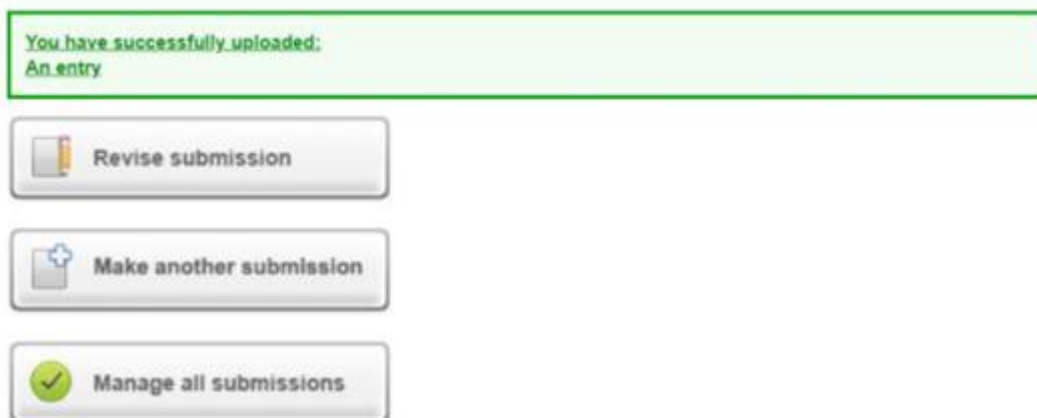 You have successfully uploaded:
An entry
Revise submission
Make another submission
Manage all submissions